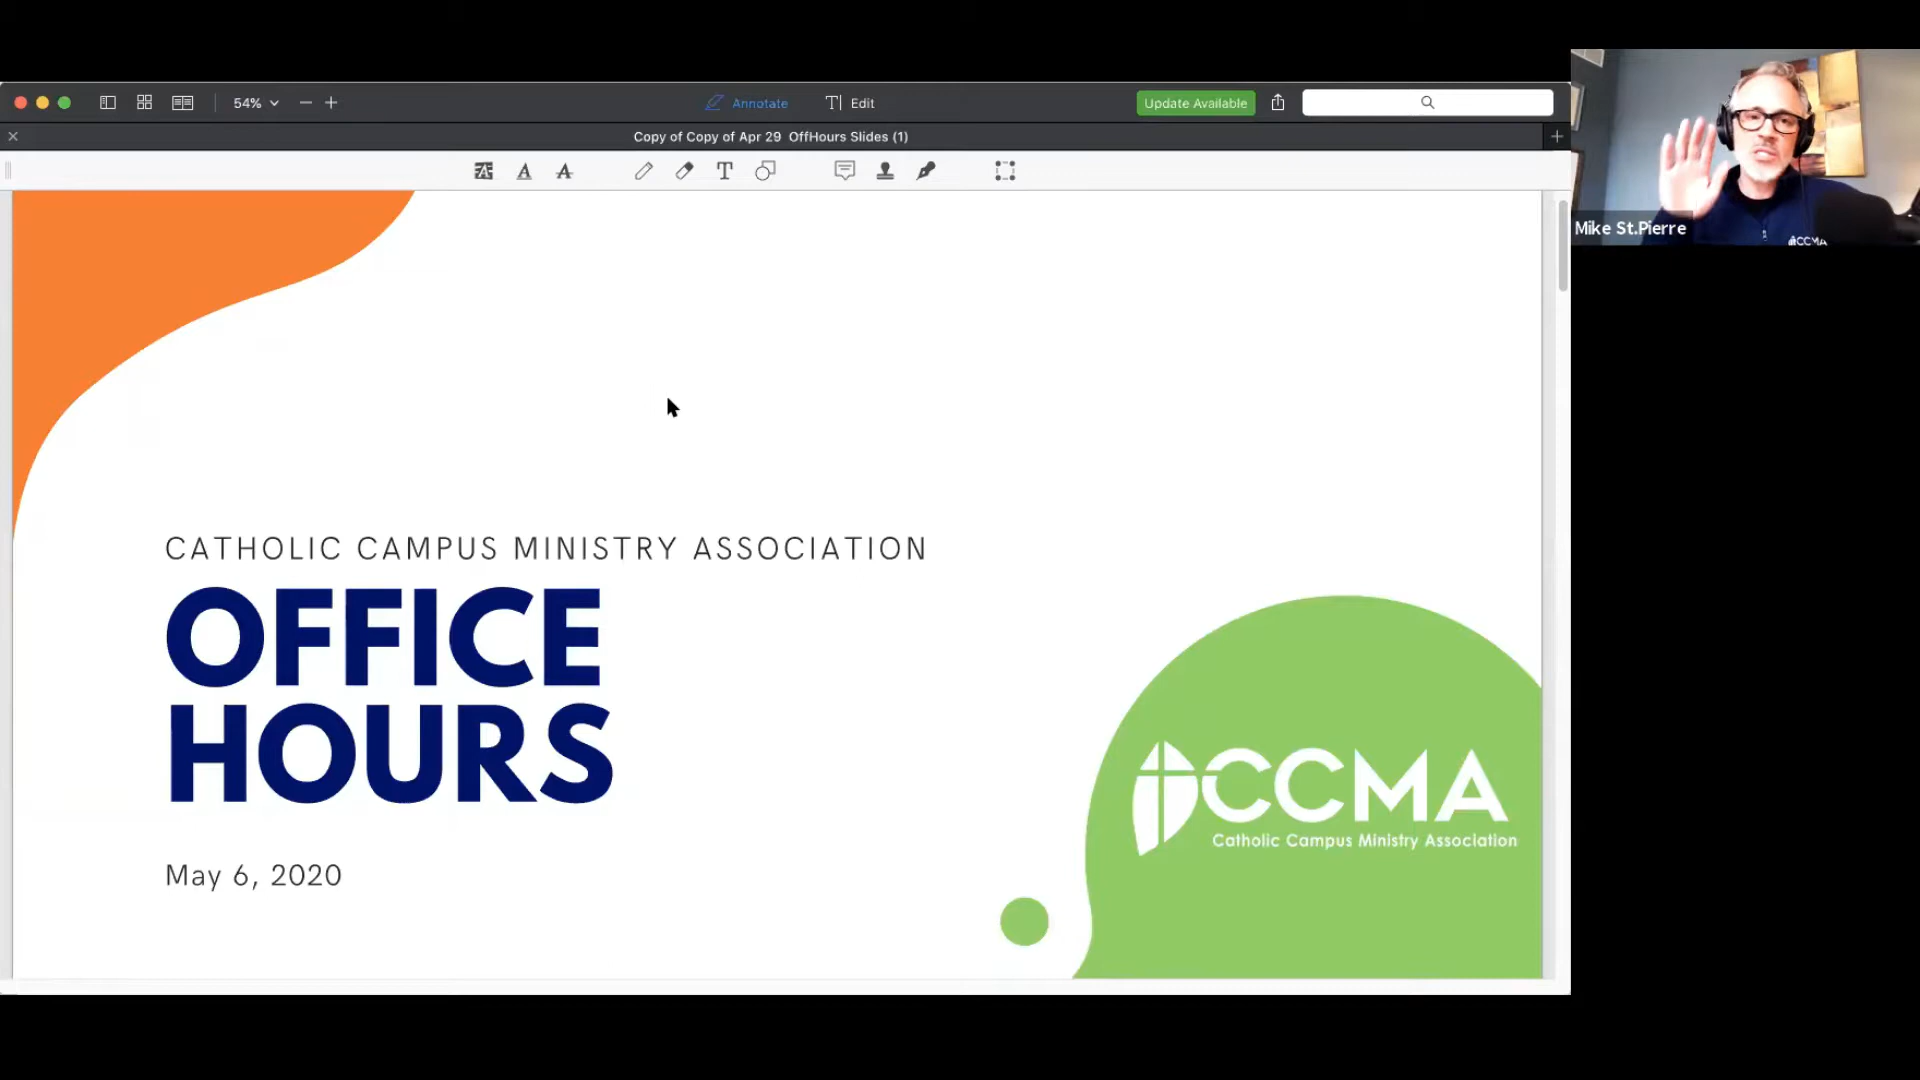 54%
Annotate
T| Edit
Update Available
Copy of Copy of Apr 29 OffHours Slides (1)
Mike St.Pierre
CCMA
CATHOLIC CAMPUS MINISTRY ASSOCIATION
OFFICE
HOURS
CCMA
Catholic Campus Ministry Association
May 6, 2020